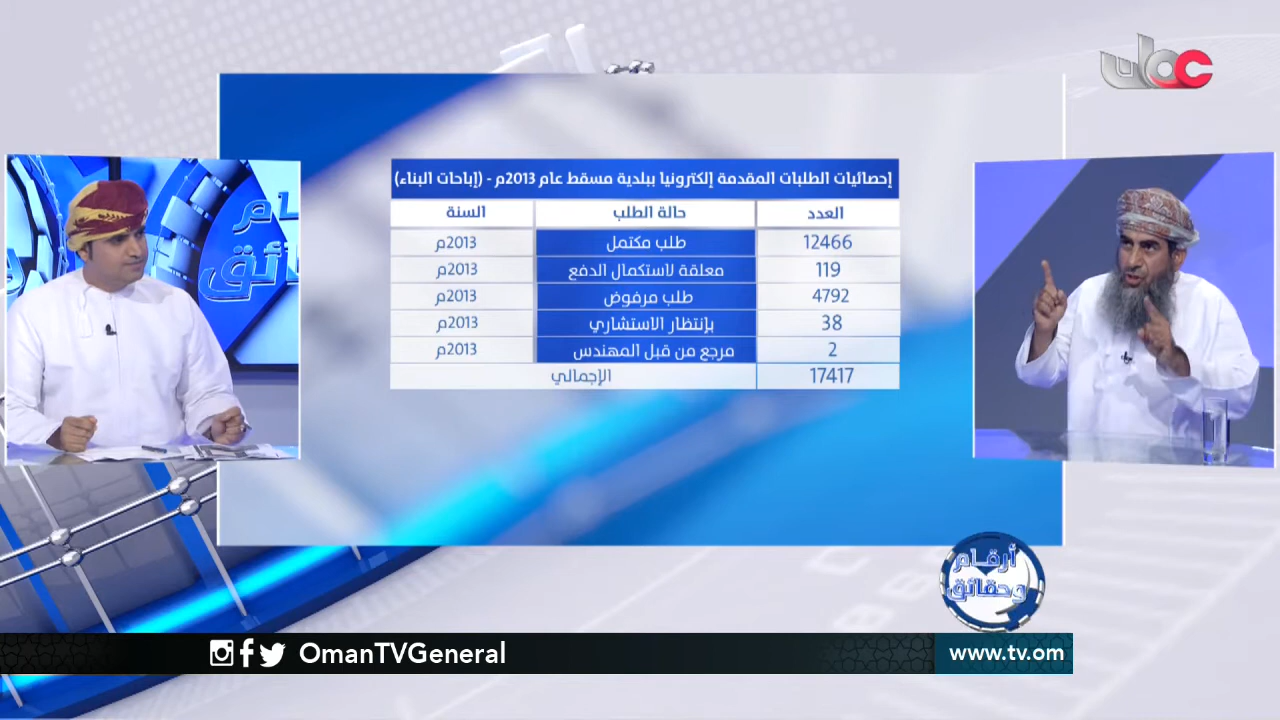 عمان
إحصائيات الطلبات المقدمة إلكترونيا ببلدية مسقط عام 2013م - (إباحات البناء)
العدد حالة الطلب السنة
12466 طلب مكتمل 2013م
119 معلقة لاستكمال الدفع 2013م
4792 طلب مرفوض 2013م
38 بإنتظار الاستشاري 2013م
2 مرجع من قبل المهندس 2013م
17417 الإجمالي
أرقام
وحقائق
OmanTVGeneral
www.tv.om